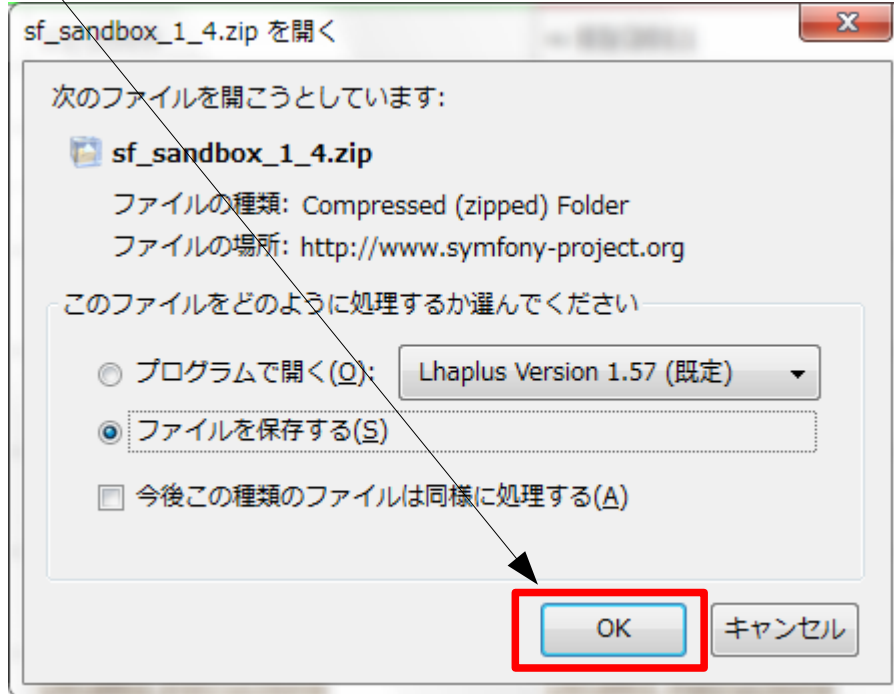 sf_sandbox_1_4.zip を開く
次のファイルを開こうとしています:
sf_sandbox_1_4.zip
ファイルの種類: Compressed (zipped) Folder
ファイルの場所: http://www.symfony-project.org
このファイルをどのように処理するか選んでください
プログラムで開く(O): Lhaplus Version 1.57 (既定)
ファイルを保存する(S)
今後この種類のファイルは同様に処理する(A)
OK キャンセル